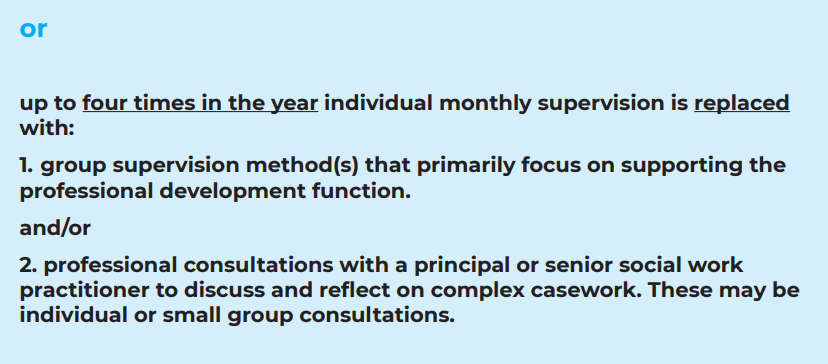 or
up to four times in the year individual monthly supervision is replaced
with:
1. group supervision method(s) that primarily focus on supporting the
professional development function.
and/or
2. professional consultations with a principal or senior social work
practitioner to discuss and reflect on complex casework. These may be
individual or small group consultations.